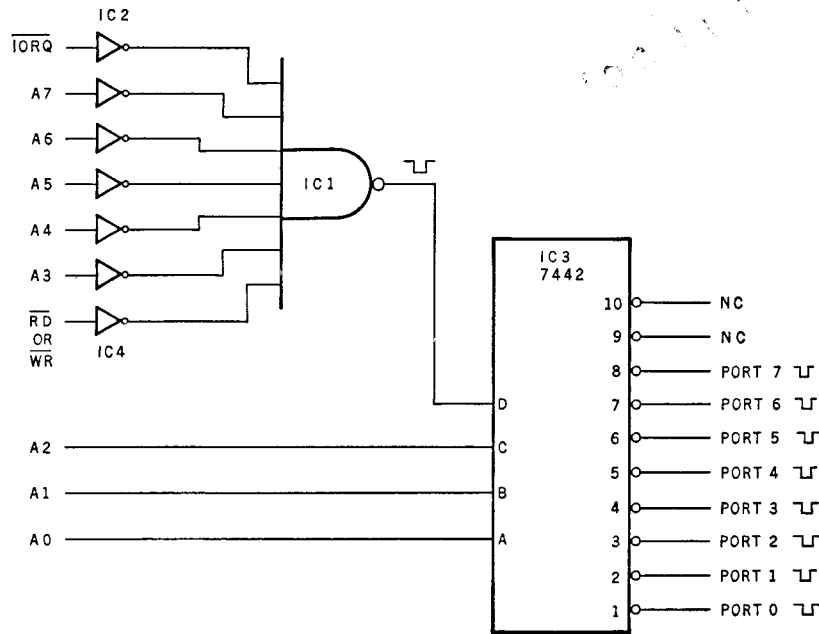 IC2
IORQ
A7
A6
A5
A4
A3
RD
OR
WR
IC4
IC1
IC3
7442
10 NC
9 NC
8 PORT 7
7 PORT 6
6 PORT 5
5 PORT 4
4 PORT 3
3 PORT 2
2 PORT 1
1 PORT 0
D
C
B
A
A2
A1
A0